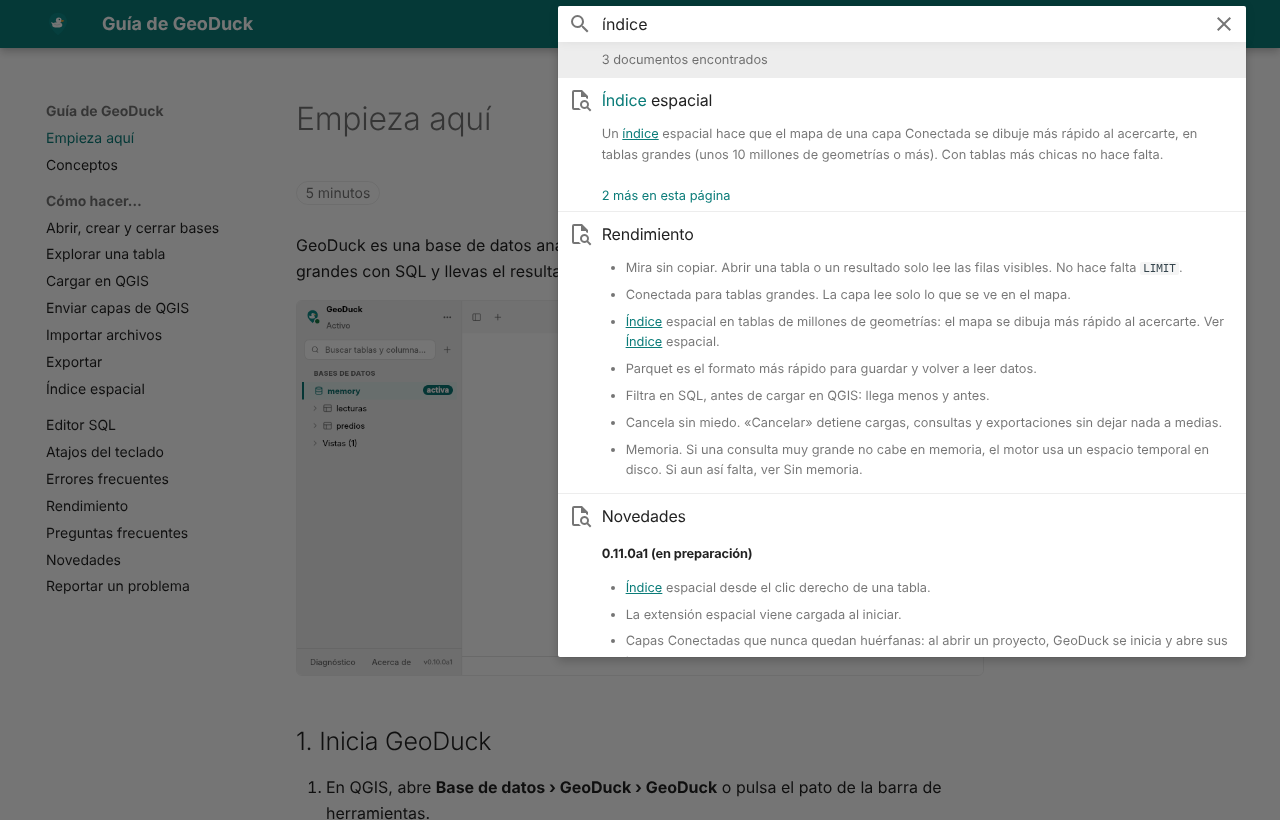 Guía de GeoDuck
índice
3 documentos encontrados
Índice espacial
Un índice espacial hace que el mapa de una capa Conectada se dibuje más rápido al acercarte, en
tablas grandes (unos 10 millones de geometrías o más). Con tablas más chicas no hace falta.
2 más en esta página
Rendimiento
Mira sin copiar. Abrir una tabla o un resultado solo lee las filas visibles. No hace falta LIMIT.
Conectada para tablas grandes. La capa lee solo lo que se ve en el mapa.
Índice espacial en tablas de millones de geometrías: el mapa se dibuja más rápido al acercarte. Ver
Índice espacial.
Parquet es el formato más rápido para guardar y volver a leer datos.
Filtra en SQL, antes de cargar en QGIS: llega menos y antes.
Cancela sin miedo. «Cancelar» detiene cargas, consultas y exportaciones sin dejar nada a medias.
Memoria. Si una consulta muy grande no cabe en memoria, el motor usa un espacio temporal en
disco. Si aun así falta, ver Sin memoria.
Novedades
0.11.0a1 (en preparación)
Índice espacial desde el clic derecho de una tabla.
La extensión espacial viene cargada al iniciar.
Capas Conectadas que nunca quedan huérfanas: al abrir un proyecto, GeoDuck se inicia y abre sus
Guía de GeoDuck
Empieza aquí
Conceptos
Cómo hacer...
Abrir, crear y cerrar bases
Explorar una tabla
Cargar en QGIS
Enviar capas de QGIS
Importar archivos
Exportar
Índice espacial
Editor SQL
Atajos del teclado
Errores frecuentes
Rendimiento
Preguntas frecuentes
Novedades
Reportar un problema
Empieza aquí
5 minutos
GeoDuck es una base de datos
grandes con SQL y llevas el
GeoDuck
Activo
Buscar tablas y columna...
BASES DE DATOS
memory
activa
lecturas
predios
Vistas (1)
Diagnóstico
Acerca de
v0.10.0a1
1. Inicia GeoDuck
1. En QGIS, abre Base de datos › GeoDuck › GeoDuck o pulsa el pato de la barra de
herramientas.